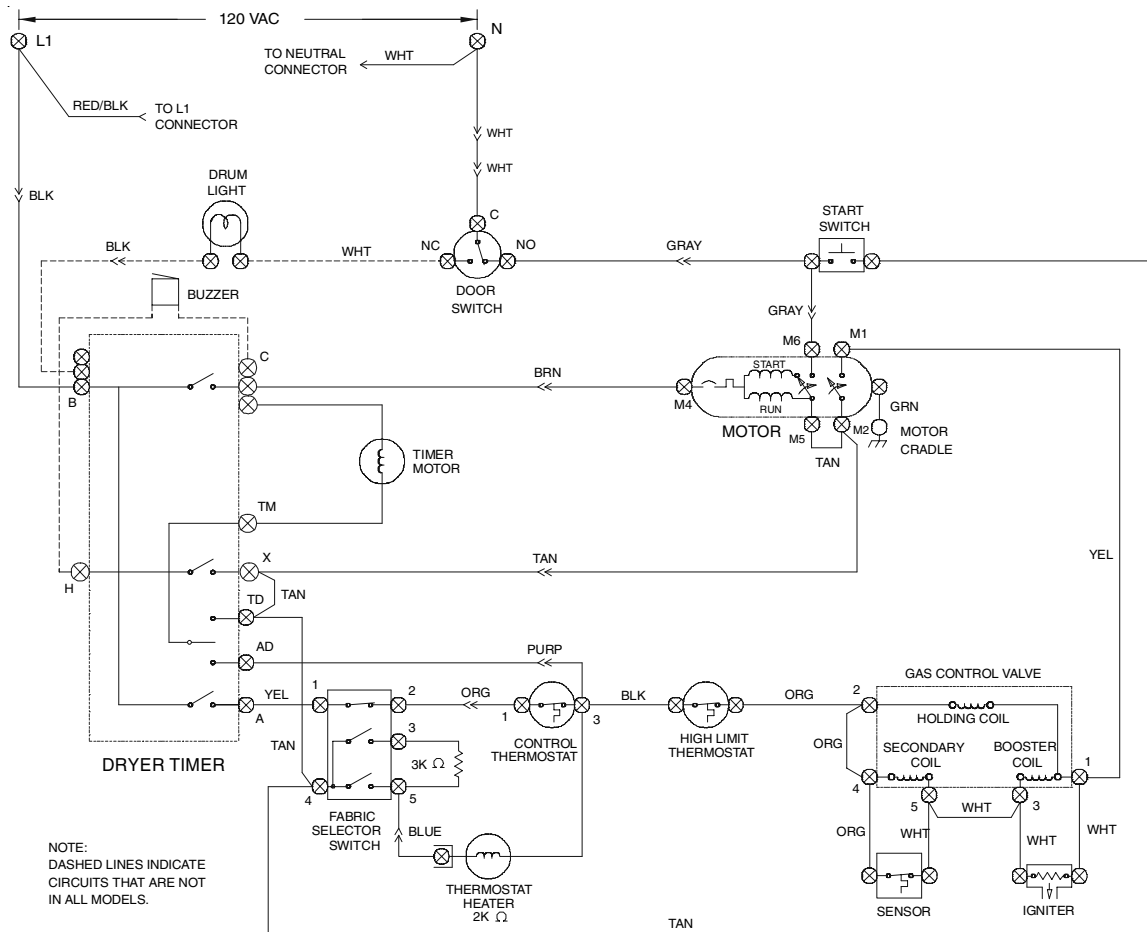 120 VAC
L1
N
TO NEUTRAL
CONNECTOR
WHT
RED/BLK
TO L1
CONNECTOR
WHT
WHT
BLK
DRUM
LIGHT
C
START
SWITCH
BLK
WHT
NC
NO
GRAY
DOOR
SWITCH
BUZZER
GRAY
M6
M1
C
START
BRN
B
M4
RUN
GRN
MOTOR
M5
M2
MOTOR
CRADLE
TAN
TIMER
MOTOR
TM
YEL
X
TAN
H
TAN
TD
AD
PURP
GAS CONTROL VALVE
YEL
1
2
ORG
BLK
ORG
2
A
1
3
HOLDING COIL
3
CONTROL
THERMOSTAT
HIGH LIMIT
THERMOSTAT
ORG
SECONDARY
COIL
BOOSTER
COIL
TAN
3K Ω
DRYER TIMER
1
4
5
4
5
WHT
3
FABRIC
SELECTOR
SWITCH
BLUE
ORG
WHT
WHT
WHT
NOTE:
DASHED LINES INDICATE
CIRCUITS THAT ARE NOT
IN ALL MODELS.
THERMOSTAT
HEATER
2K Ω
SENSOR
IGNITER
TAN